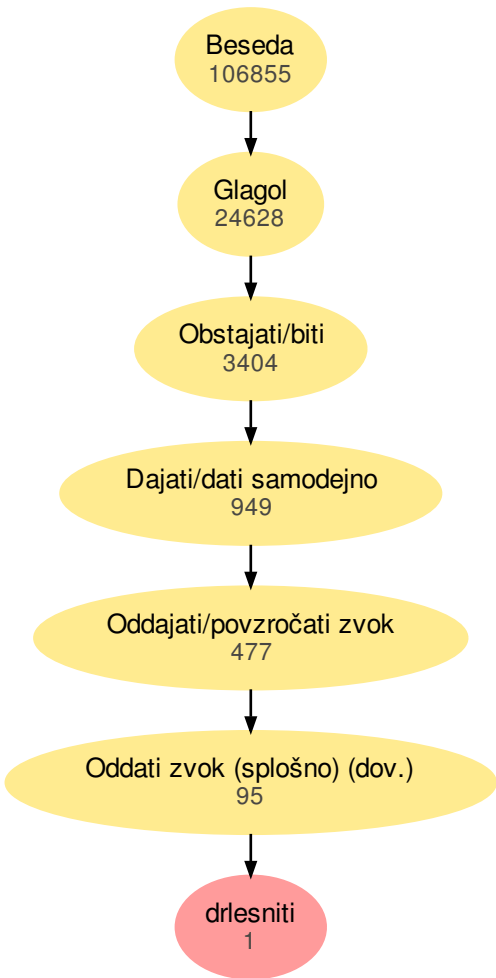 Beseda
106855
Glagol
24628
Obstajati/biti
3404
Dajati/dati samodejno
949
Oddajati/povzročati zvok
477
Oddati zvok (splošno) (dov.)
95
drlesniti
1